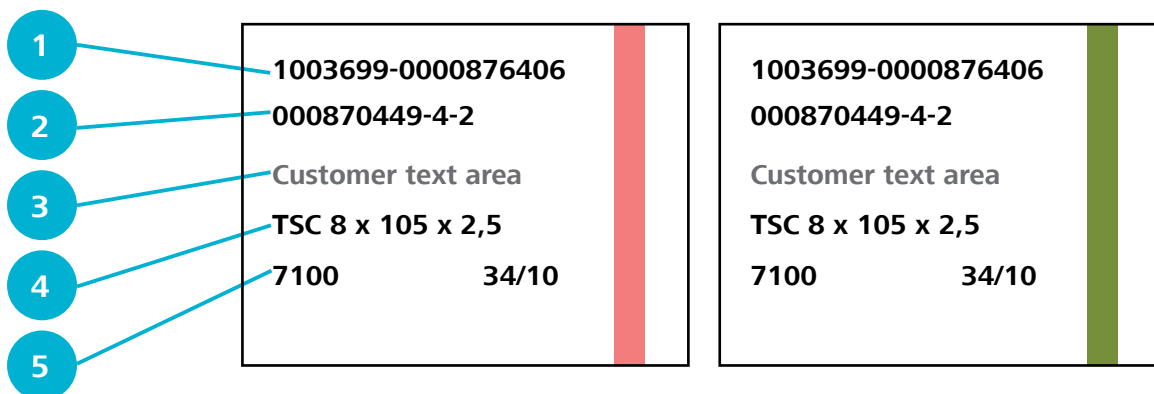 1
2
3
4
5
1003699-0000876406
000870449-4-2
Customer text area
TSC 8 x 105 x 2,5
7100 34/10
1003699-0000876406
000870449-4-2
Customer text area
TSC 8 x 105 x 2,5
7100 34/10